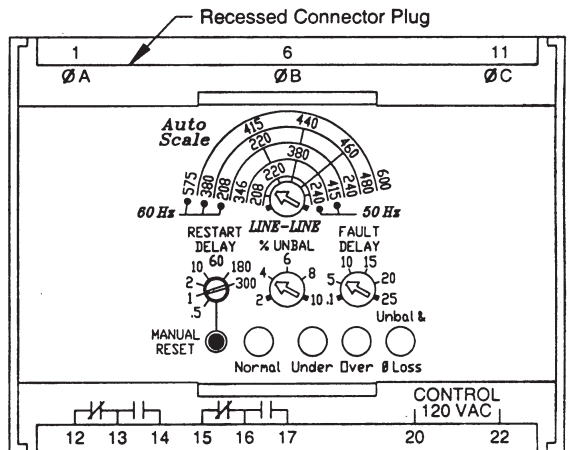 Recessed Connector Plug
1 6 11
ØA ØB ØC
Auto
Scale
415 440
220 460
380
220
575 380 208 346 208 240 415 240 480 600
60 Hz LINE-LINE 50 Hz
RESTART
DELAY
% UNBAL
FAULT
DELAY
60
10 180
2 300
1
.5
6
4 8
2 10
10 15
5 20
.1 25
MANUAL
RESET
Unbal &
Normal Under Over Ø Loss
CONTROL
120 VAC
12 13 14 15 16 17 20 22